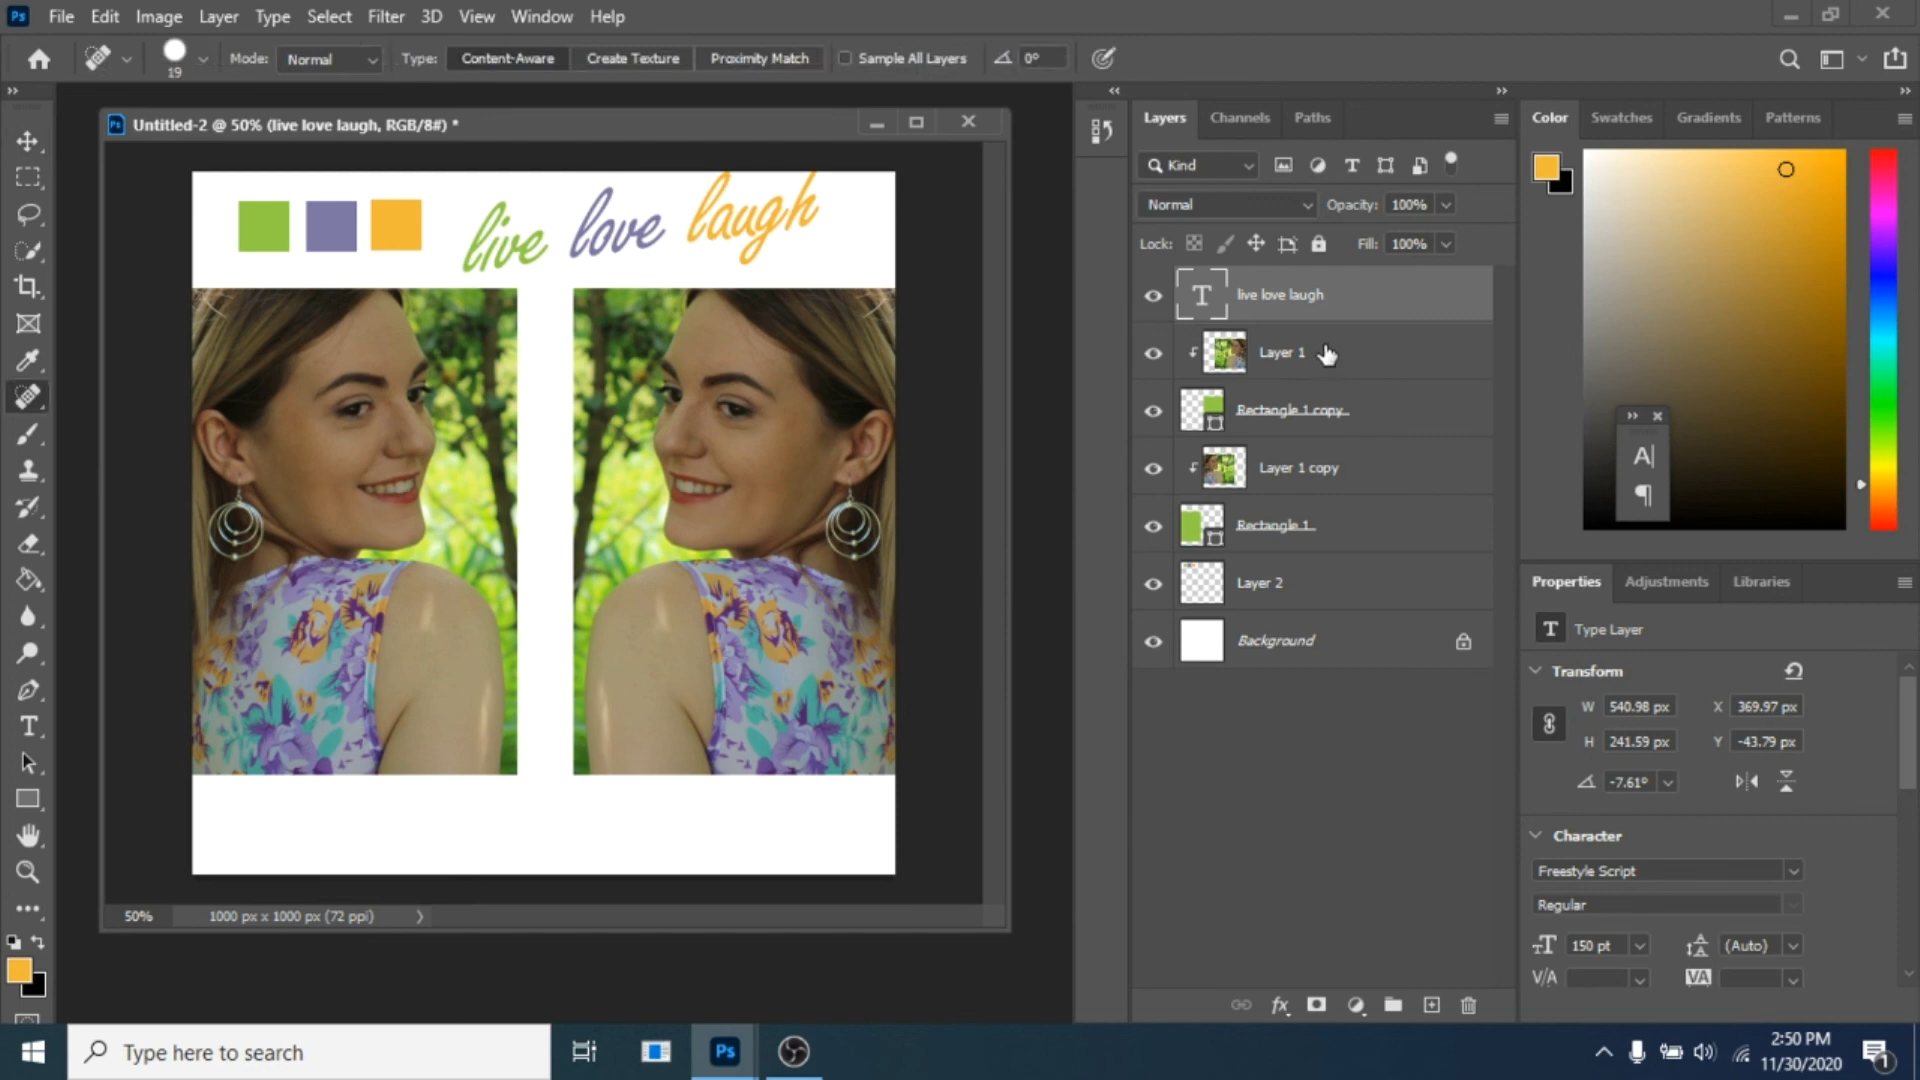 Ps File Edit Image Layer Type Select Filter 3D View Window Help
19 Mode: Normal Type: Content-Aware Create Texture Proximity Match Sample All Layers 0°
Ps Untitled-2 @ 50% (live love laugh, RGB/8#) *
live love laugh
50% 1000 px x 1000 px (72 ppi)
Layers Channels Paths
Kind
Normal Opacity: 100%
Lock: Fill: 100%
T live love laugh
Layer 1
Rectangle 1 copy
Layer 1 copy
Rectangle 1
Layer 2
Background
fx
Color Swatches Gradients Patterns
A|
¶
Properties Adjustments Libraries
T Type Layer
Transform
W 540.98 px X 369.97 px
H 241.59 px Y -43.79 px
-7.61°
Character
Freestyle Script
Regular
150 pt (Auto)
V/A VA
Type here to search
Ps
2:50 PM
11/30/2020
1